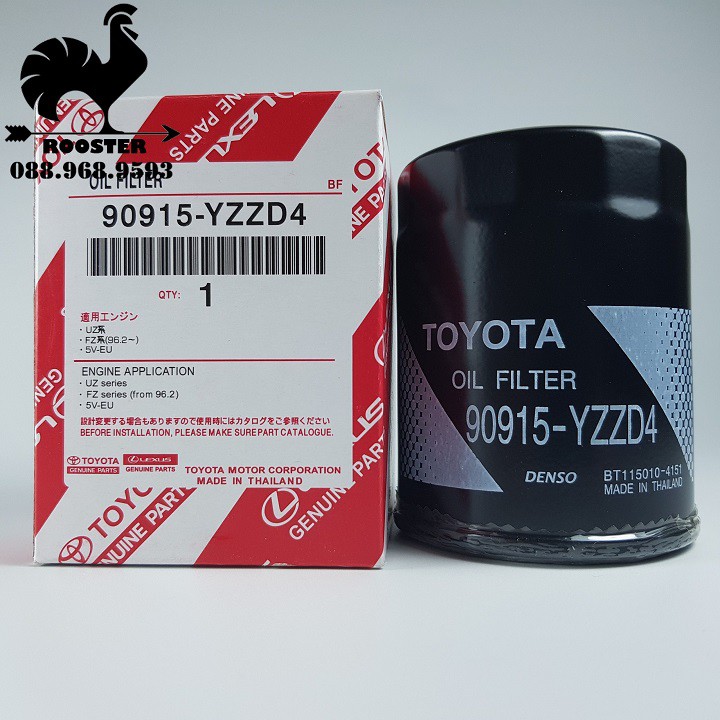 ROOSTER
088.968.9593
OIL FILTER
BF
90915-YZZD4
QTY: 1
適用エンジン
・UZ系
・FZ系(96.2～)
・5V-EU
ENGINE APPLICATION
・UZ series
・FZ series (from 96.2)
・5V-EU
設計変更する場合もありますので使用時にはカタログをご参照ください
BEFORE INSTALLATION, PLEASE MAKE SURE PART CATALOGUE.
TOYOTA
GENUINE PARTS
LEXUS
GENUINE PARTS
TOYOTA MOTOR CORPORATION
MADE IN THAILAND
TOYOTA
GENUINE PARTS
TOYOTA
OIL FILTER
90915-YZZD4
DENSO
BT115010-4151
MADE IN THAILAND